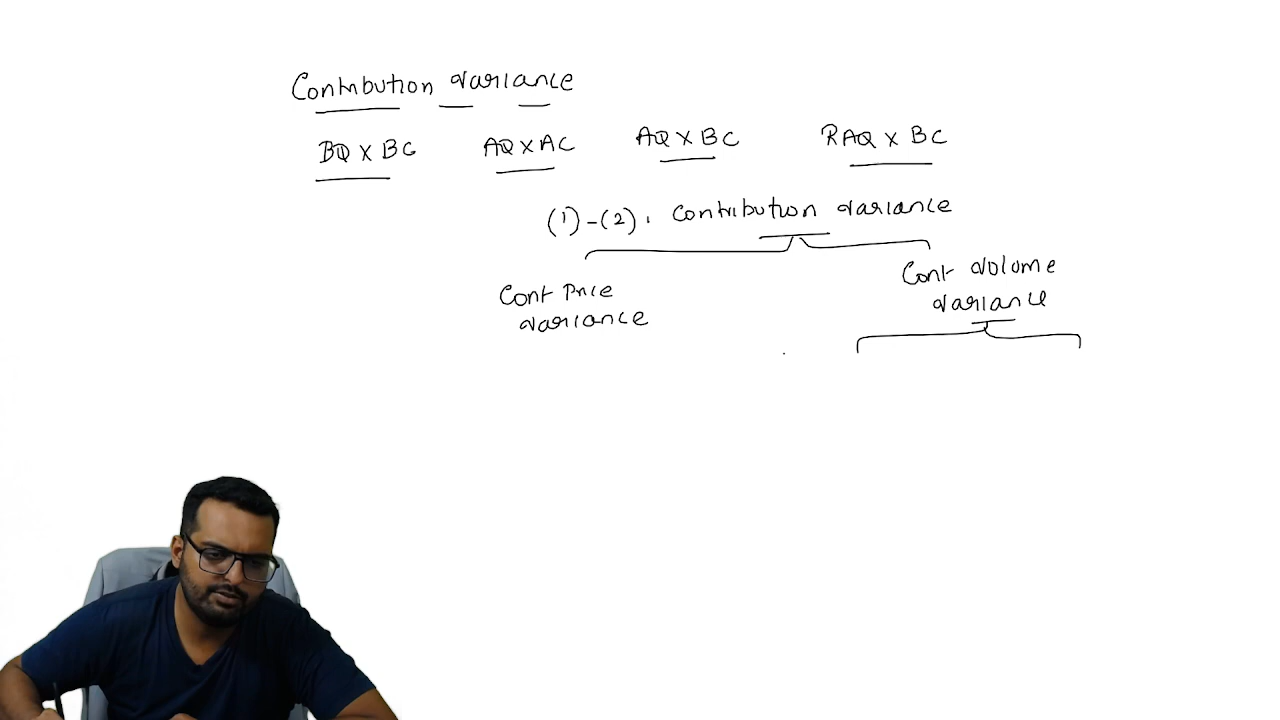 Contribution variance
BQ x BC AQ x AC AQ x BC RAQ x BC
(1) - (2). Contribution variance
Cont Price
variance
Cont Volume
variance